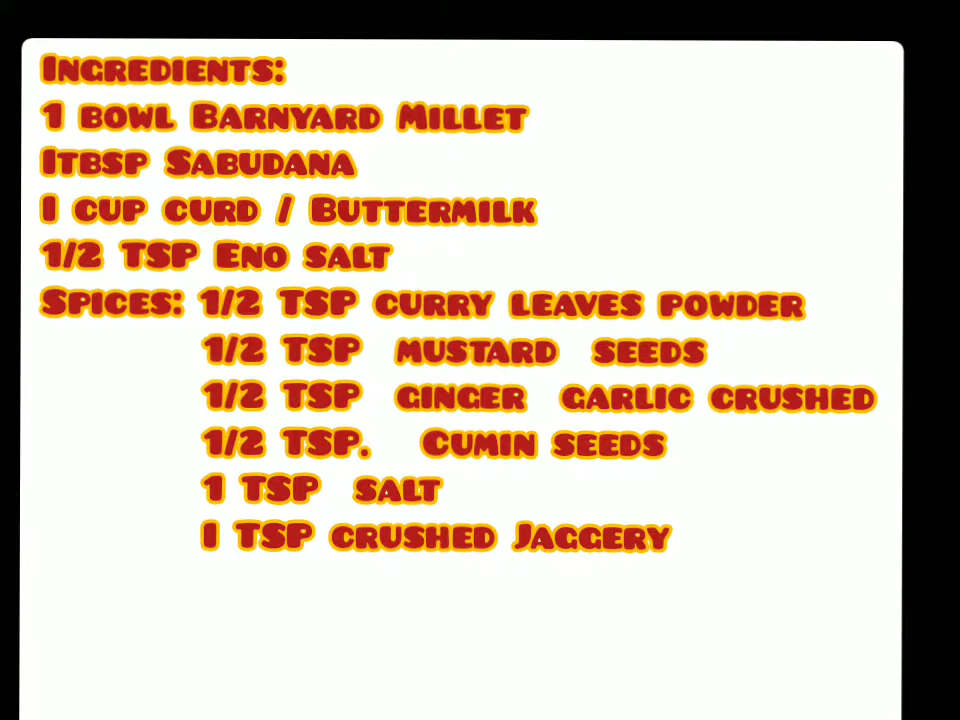 Ingredients:
1 bowl Barnyard Millet
1tbsp Sabudana
1 cup curd / Buttermilk
1/2 TSP Eno salt
Spices: 1/2 TSP curry leaves powder
1/2 TSP mustard seeds
1/2 TSP ginger garlic crushed
1/2 TSP. Cumin seeds
1 TSP salt
1 TSP crushed Jaggery